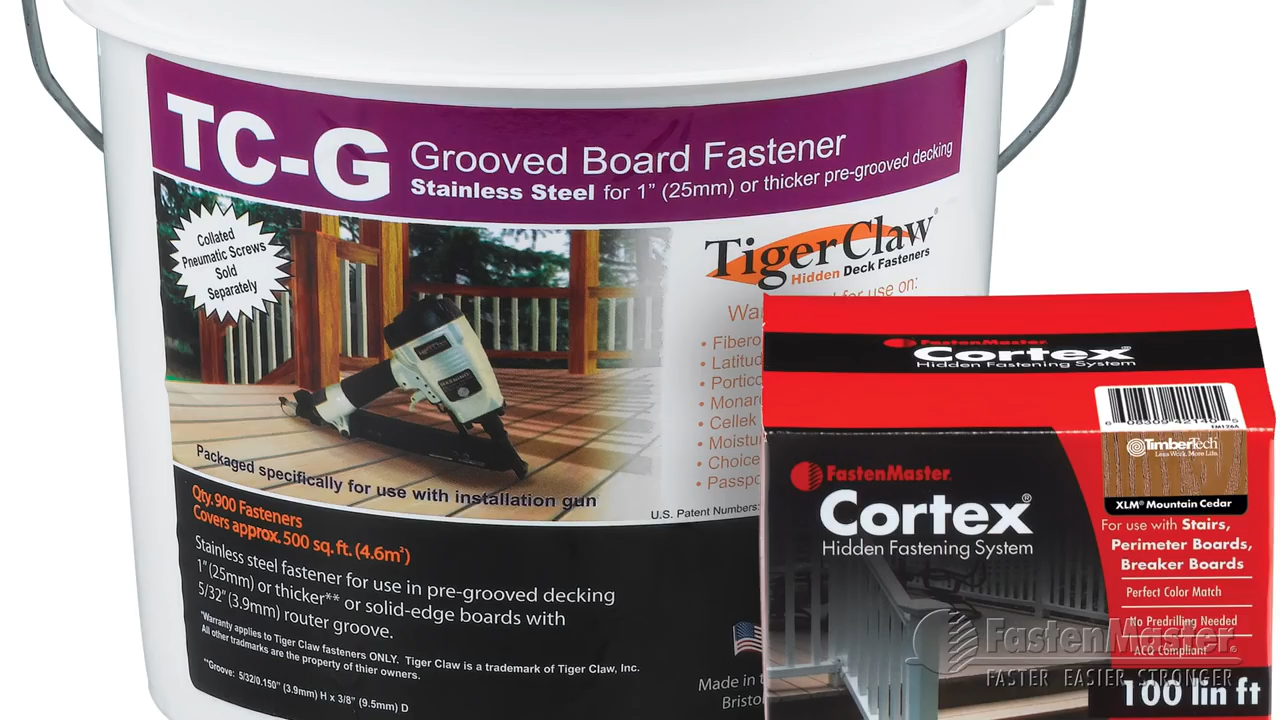 TC-G
Grooved Board Fastener
Stainless Steel for 1" (25mm) or thicker pre-grooved decking
Collated
Pneumatic Screws
Sold
Separately
TigerClaw®
Hidden Deck Fasteners
for use on:
Packaged specifically for use with installation gun
U.S. Patent Numbers:
Qty. 900 Fasteners
Covers approx. 500 sq. ft. (4.6m²)
Stainless steel fastener for use in pre-grooved decking
1" (25mm) or thicker** or solid-edge boards with
5/32" (3.9mm) router groove.
*Warranty applies to Tiger Claw fasteners ONLY. Tiger Claw is a trademark of Tiger Claw, Inc.
All other tradmarks are the property of thier owners.
**Groove: 5/32/0.150" (3.9mm) H x 3/8" (9.5mm) D
Made in
FastenMaster
Cortex®
Hidden Fastening System
TimberTech
Less Work. More Life.
XLM® Mountain Cedar
FastenMaster
Cortex®
Hidden Fastening System
For use with Stairs,
Perimeter Boards,
Breaker Boards
Perfect Color Match
No Predrilling Needed
ACQ Compliant
100 lin ft
FastenMaster®
FASTER EASIER STRONGER